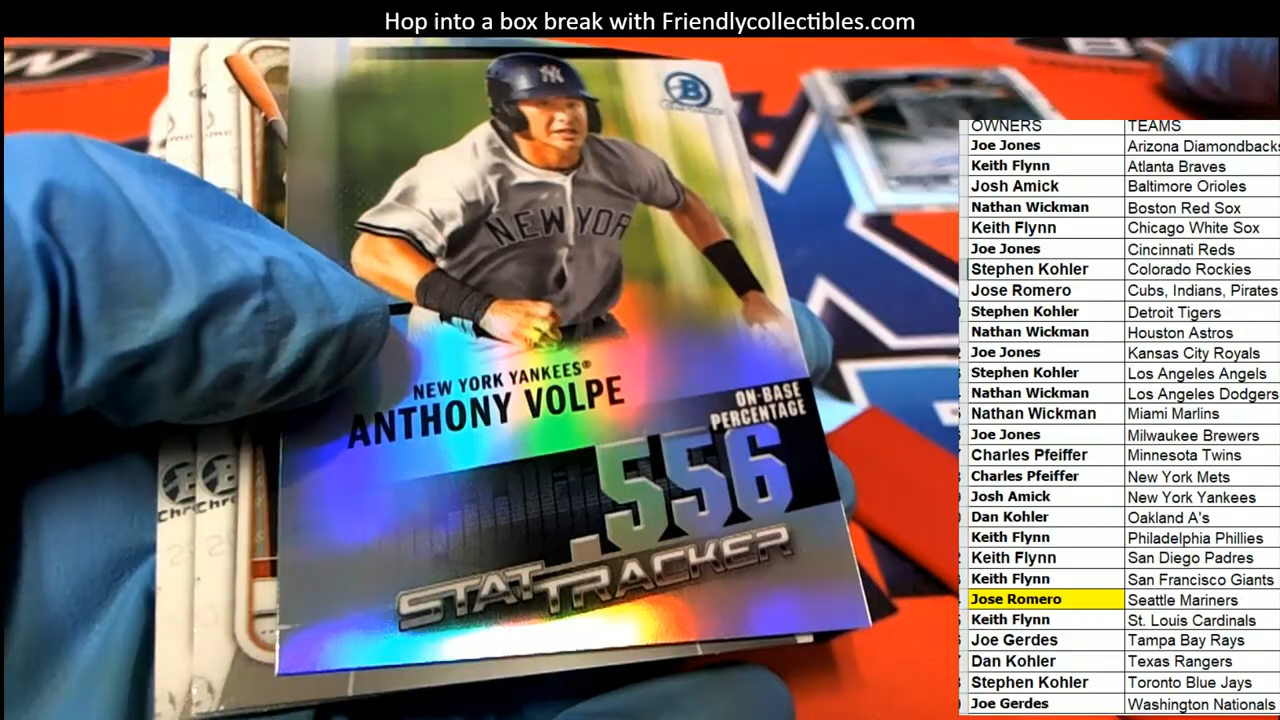 Hop into a box break with Friendlycollectibles.com
NY
B
NEW YOR
NEW YORK YANKEES®
ANTHONY VOLPE
ON-BASE
PERCENTAGE
.556
STAT TRACKER
OWNERS TEAMS
Joe Jones Arizona Diamondbacks
Keith Flynn Atlanta Braves
Josh Amick Baltimore Orioles
Nathan Wickman Boston Red Sox
Keith Flynn Chicago White Sox
Joe Jones Cincinnati Reds
Stephen Kohler Colorado Rockies
Jose Romero Cubs, Indians, Pirates
Stephen Kohler Detroit Tigers
Nathan Wickman Houston Astros
Joe Jones Kansas City Royals
Stephen Kohler Los Angeles Angels
Nathan Wickman Los Angeles Dodgers
Nathan Wickman Miami Marlins
Joe Jones Milwaukee Brewers
Charles Pfeiffer Minnesota Twins
Charles Pfeiffer New York Mets
Josh Amick New York Yankees
Dan Kohler Oakland A's
Keith Flynn Philadelphia Phillies
Keith Flynn San Diego Padres
Keith Flynn San Francisco Giants
Jose Romero Seattle Mariners
Keith Flynn St. Louis Cardinals
Joe Gerdes Tampa Bay Rays
Dan Kohler Texas Rangers
Stephen Kohler Toronto Blue Jays
Joe Gerdes Washington Nationals